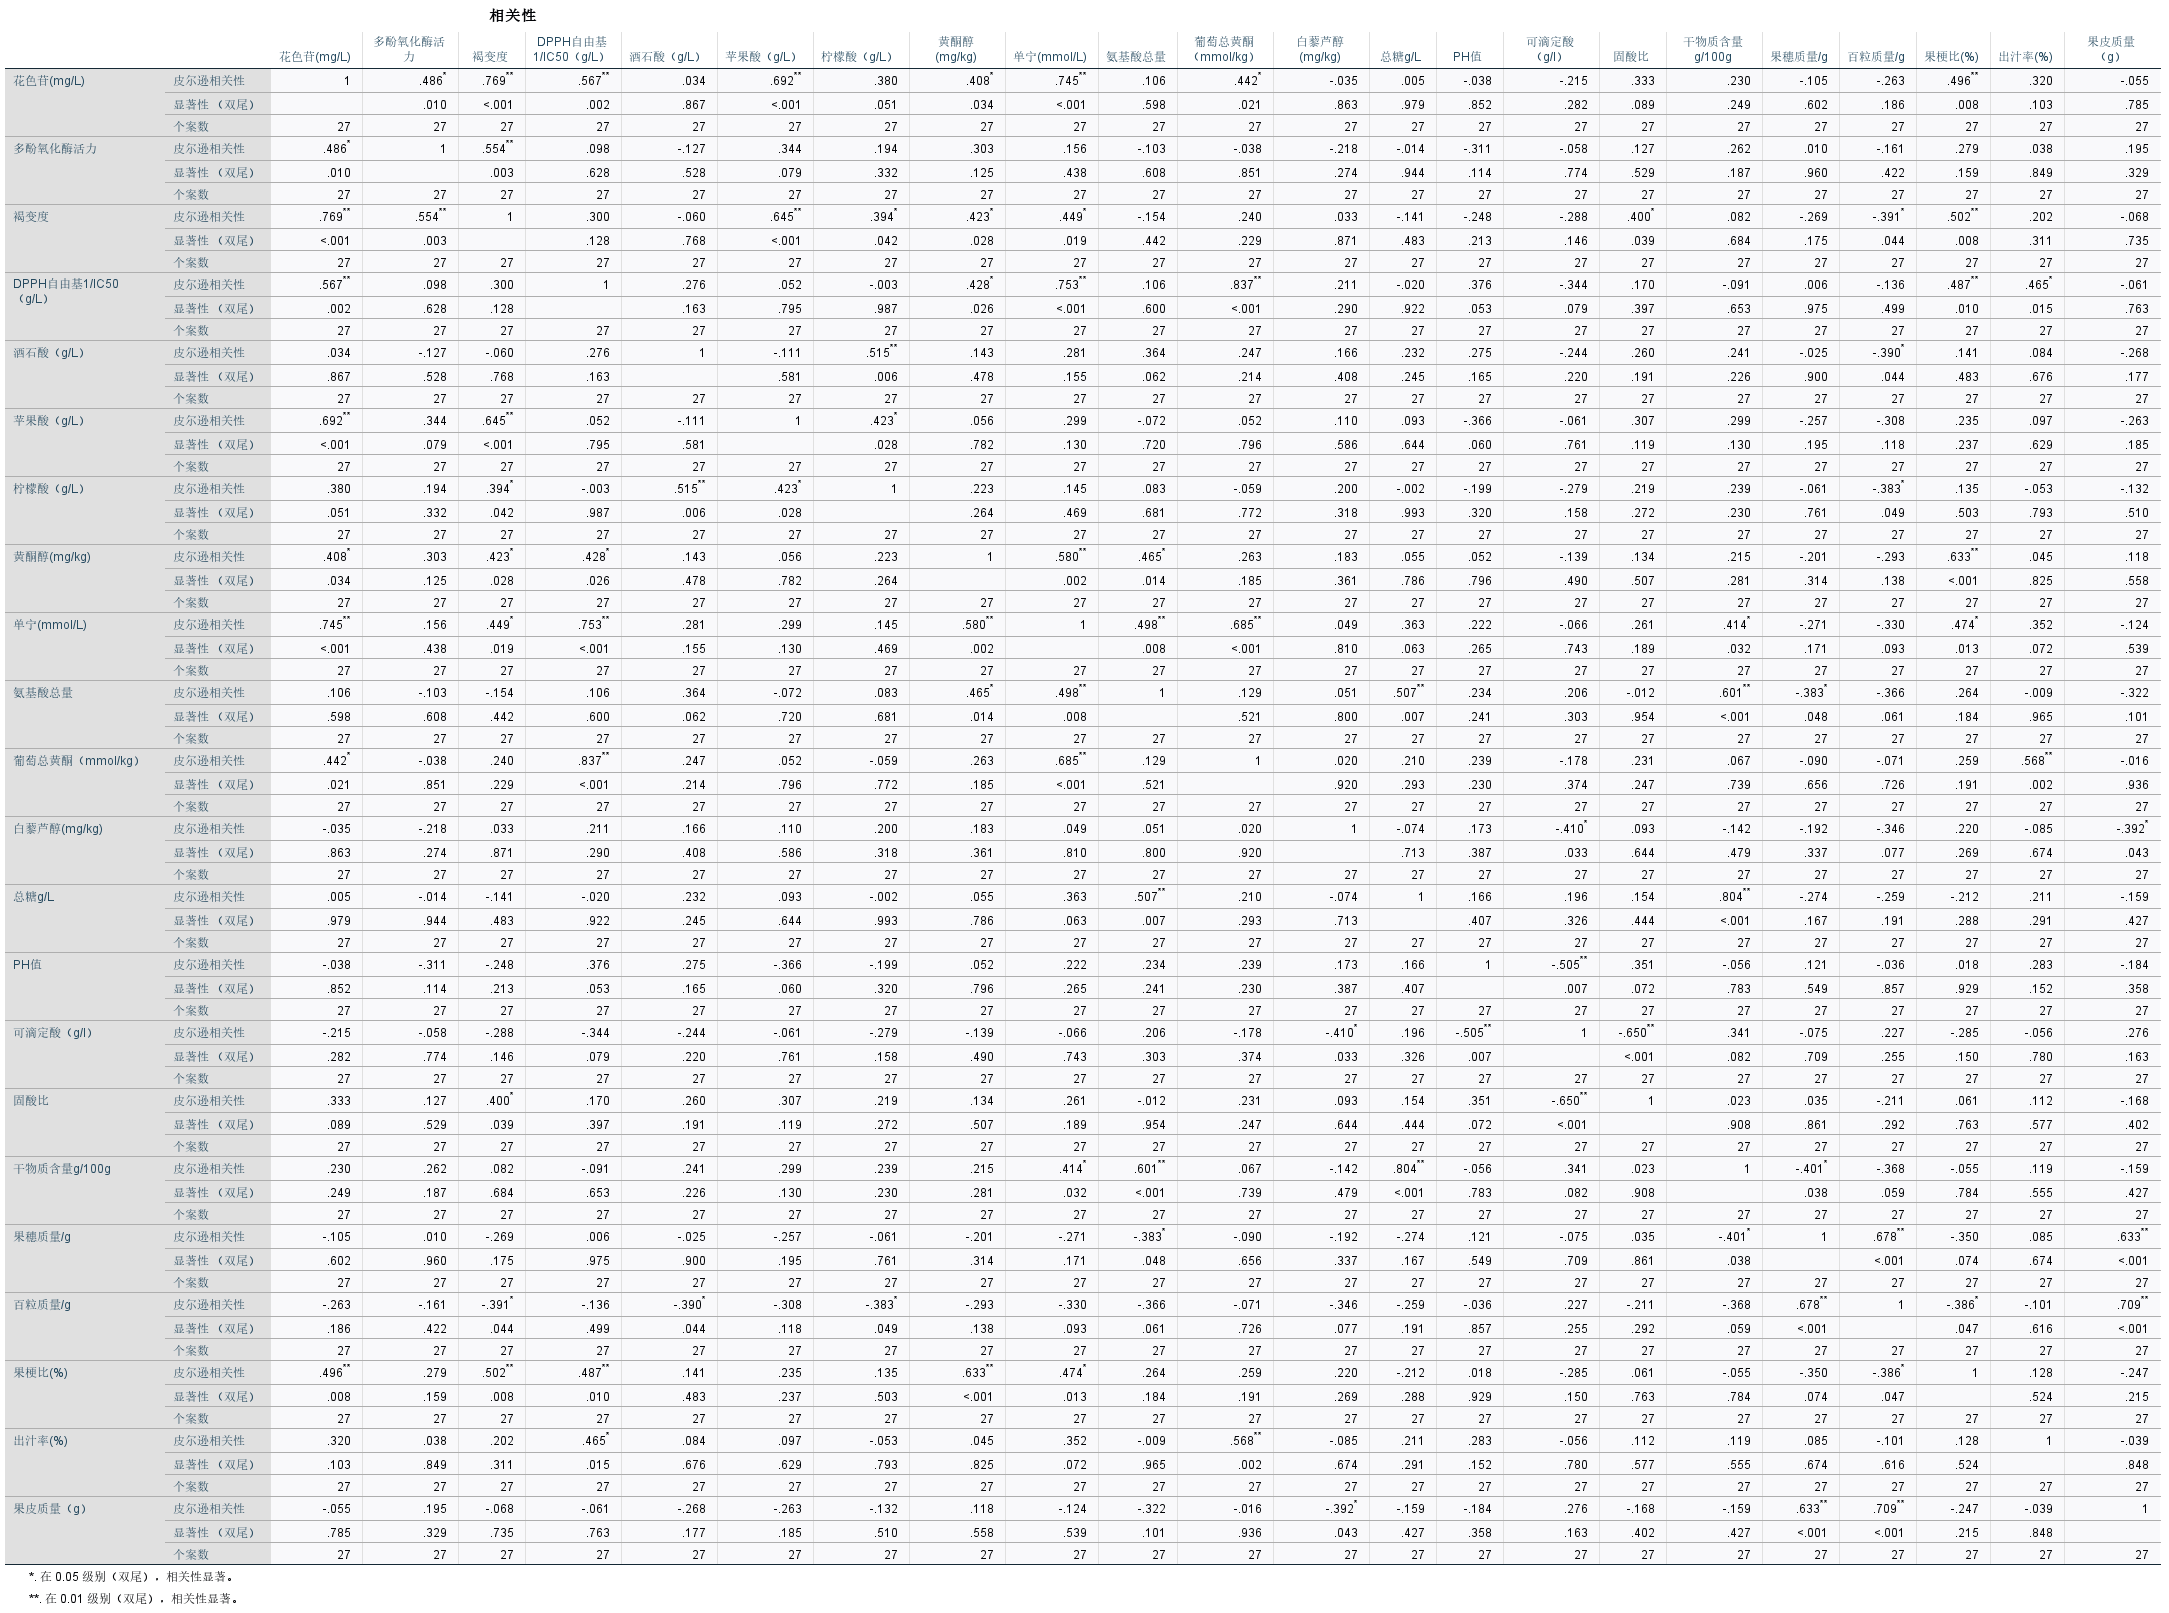 相关性
花色苷(mg/L) 多酚氧化酶活力 褐变度 DPPH自由基1/IC50（g/L） 酒石酸（g/L） 苹果酸（g/L） 柠檬酸（g/L） 黄酮醇(mg/kg) 单宁(mmol/L) 氨基酸总量 葡萄总黄酮（mmol/kg） 白藜芦醇(mg/kg) 总糖g/L PH值 可滴定酸（g/l） 固酸比 干物质含量g/100g 果穗质量/g 百粒质量/g 果梗比(%) 出汁率(%) 果皮质量（g）
花色苷(mg/L) 皮尔逊相关性 1 .486* .769** .567** .034 .692** .380 .408* .745** .106 .442* -.035 .005 -.038 -.215 .333 .230 -.105 -.263 .496** .320 -.055
显著性（双尾） .010 <.001 .002 .867 <.001 .051 .034 <.001 .598 .021 .863 .979 .852 .282 .089 .249 .602 .186 .008 .103 .785
个案数 27 27 27 27 27 27 27 27 27 27 27 27 27 27 27 27 27 27 27 27 27 27
多酚氧化酶活力 皮尔逊相关性 .486* 1 .554** .098 -.127 .344 .194 .303 .156 -.103 -.038 -.218 -.014 -.311 -.058 .127 .262 .010 -.161 .279 .038 .195
显著性（双尾） .010 .003 .628 .528 .079 .332 .125 .438 .608 .851 .274 .944 .114 .774 .529 .187 .960 .422 .159 .849 .329
个案数 27 27 27 27 27 27 27 27 27 27 27 27 27 27 27 27 27 27 27 27 27 27
褐变度 皮尔逊相关性 .769** .554** 1 .300 -.060 .645** .394* .423* .449* -.154 .240 .033 -.141 -.248 -.288 .400* .082 -.269 -.391* .502** .202 -.068
显著性（双尾） <.001 .003 .128 .768 <.001 .042 .028 .019 .442 .229 .871 .483 .213 .146 .039 .684 .175 .044 .008 .311 .735
个案数 27 27 27 27 27 27 27 27 27 27 27 27 27 27 27 27 27 27 27 27 27 27
DPPH自由基1/IC50（g/L） 皮尔逊相关性 .567** .098 .300 1 .276 .052 -.003 .428* .753** .106 .837** .211 -.020 .376 -.344 .170 -.091 .006 -.136 .487** .465* -.061
显著性（双尾） .002 .628 .128 .163 .795 .987 .026 <.001 .600 <.001 .290 .922 .053 .079 .397 .653 .975 .499 .010 .015 .763
个案数 27 27 27 27 27 27 27 27 27 27 27 27 27 27 27 27 27 27 27 27 27 27
酒石酸（g/L） 皮尔逊相关性 .034 -.127 -.060 .276 1 -.111 .515** .143 .281 .364 .247 .166 .232 .275 -.244 .260 .241 -.025 -.390* .141 .084 -.268
显著性（双尾） .867 .528 .768 .163 .581 .006 .478 .155 .062 .214 .408 .245 .165 .220 .191 .226 .900 .044 .483 .676 .177
个案数 27 27 27 27 27 27 27 27 27 27 27 27 27 27 27 27 27 27 27 27 27 27
苹果酸（g/L） 皮尔逊相关性 .692** .344 .645** .052 -.111 1 .423* .056 .299 -.072 .052 .110 .093 -.366 -.061 .307 .299 -.257 -.308 .235 .097 -.263
显著性（双尾） <.001 .079 <.001 .795 .581 .028 .782 .130 .720 .796 .586 .644 .060 .761 .119 .130 .195 .118 .237 .629 .185
个案数 27 27 27 27 27 27 27 27 27 27 27 27 27 27 27 27 27 27 27 27 27 27
柠檬酸（g/L） 皮尔逊相关性 .380 .194 .394* -.003 .515** .423* 1 .223 .145 .083 -.059 .200 -.002 -.199 -.279 .219 .239 -.061 -.383* .135 -.053 -.132
显著性（双尾） .051 .332 .042 .987 .006 .028 .264 .469 .681 .772 .318 .993 .320 .158 .272 .230 .761 .049 .503 .793 .510
个案数 27 27 27 27 27 27 27 27 27 27 27 27 27 27 27 27 27 27 27 27 27 27
黄酮醇(mg/kg) 皮尔逊相关性 .408* .303 .423* .428* .143 .056 .223 1 .580** .465* .263 .183 .055 .052 -.139 .134 .215 -.201 -.293 .633** .045 .118
显著性（双尾） .034 .125 .028 .026 .478 .782 .264 .002 .014 .185 .361 .786 .796 .490 .507 .281 .314 .138 <.001 .825 .558
个案数 27 27 27 27 27 27 27 27 27 27 27 27 27 27 27 27 27 27 27 27 27 27
单宁(mmol/L) 皮尔逊相关性 .745** .156 .449* .753** .281 .299 .145 .580** 1 .498** .685** .049 .363 .222 -.066 .261 .414* -.271 -.330 .474* .352 -.124
显著性（双尾） <.001 .438 .019 <.001 .155 .130 .469 .002 .008 <.001 .810 .063 .265 .743 .189 .032 .171 .093 .013 .072 .539
个案数 27 27 27 27 27 27 27 27 27 27 27 27 27 27 27 27 27 27 27 27 27 27
氨基酸总量 皮尔逊相关性 .106 -.103 -.154 .106 .364 -.072 .083 .465* .498** 1 .129 .051 .507** .234 .206 -.012 .601** -.383* -.366 .264 -.009 -.322
显著性（双尾） .598 .608 .442 .600 .062 .720 .681 .014 .008 .521 .800 .007 .241 .303 .954 <.001 .048 .061 .184 .965 .101
个案数 27 27 27 27 27 27 27 27 27 27 27 27 27 27 27 27 27 27 27 27 27 27
葡萄总黄酮（mmol/kg） 皮尔逊相关性 .442* -.038 .240 .837** .247 .052 -.059 .263 .685** .129 1 .020 .210 .239 -.178 .231 .067 -.090 -.071 .259 .568** -.016
显著性（双尾） .021 .851 .229 <.001 .214 .796 .772 .185 <.001 .521 .920 .293 .230 .374 .247 .739 .656 .726 .191 .002 .936
个案数 27 27 27 27 27 27 27 27 27 27 27 27 27 27 27 27 27 27 27 27 27 27
白藜芦醇(mg/kg) 皮尔逊相关性 -.035 -.218 .033 .211 .166 .110 .200 .183 .049 .051 .020 1 -.074 .173 -.410* .093 -.142 -.192 -.346 .220 -.085 -.392*
显著性（双尾） .863 .274 .871 .290 .408 .586 .318 .361 .810 .800 .920 .713 .387 .033 .644 .479 .337 .077 .269 .674 .043
个案数 27 27 27 27 27 27 27 27 27 27 27 27 27 27 27 27 27 27 27 27 27 27
总糖g/L 皮尔逊相关性 .005 -.014 -.141 -.020 .232 .093 -.002 .055 .363 .507** .210 -.074 1 .166 .196 .154 .804** -.274 -.259 -.212 .211 -.159
显著性（双尾） .979 .944 .483 .922 .245 .644 .993 .786 .063 .007 .293 .713 .407 .326 .444 <.001 .167 .191 .288 .291 .427
个案数 27 27 27 27 27 27 27 27 27 27 27 27 27 27 27 27 27 27 27 27 27 27
PH值 皮尔逊相关性 -.038 -.311 -.248 .376 .275 -.366 -.199 .052 .222 .234 .239 .173 .166 1 -.505** .351 -.056 .121 -.036 .018 .283 -.184
显著性（双尾） .852 .114 .213 .053 .165 .060 .320 .796 .265 .241 .230 .387 .407 .007 .072 .783 .549 .857 .929 .152 .358
个案数 27 27 27 27 27 27 27 27 27 27 27 27 27 27 27 27 27 27 27 27 27 27
可滴定酸（g/l） 皮尔逊相关性 -.215 -.058 -.288 -.344 -.244 -.061 -.279 -.139 -.066 .206 -.178 -.410* .196 -.505** 1 -.650** .341 -.075 .227 -.285 -.056 .276
显著性（双尾） .282 .774 .146 .079 .220 .761 .158 .490 .743 .303 .374 .033 .326 .007 <.001 .082 .709 .255 .150 .780 .163
个案数 27 27 27 27 27 27 27 27 27 27 27 27 27 27 27 27 27 27 27 27 27 27
固酸比 皮尔逊相关性 .333 .127 .400* .170 .260 .307 .219 .134 .261 -.012 .231 .093 .154 .351 -.650** 1 .023 .035 -.211 .061 .112 -.168
显著性（双尾） .089 .529 .039 .397 .191 .119 .272 .507 .189 .954 .247 .644 .444 .072 <.001 .908 .861 .292 .763 .577 .402
个案数 27 27 27 27 27 27 27 27 27 27 27 27 27 27 27 27 27 27 27 27 27 27
干物质含量g/100g 皮尔逊相关性 .230 .262 .082 -.091 .241 .299 .239 .215 .414* .601** .067 -.142 .804** -.056 .341 .023 1 -.401* -.368 -.055 .119 -.159
显著性（双尾） .249 .187 .684 .653 .226 .130 .230 .281 .032 <.001 .739 .479 <.001 .783 .082 .908 .038 .059 .784 .555 .427
个案数 27 27 27 27 27 27 27 27 27 27 27 27 27 27 27 27 27 27 27 27 27 27
果穗质量/g 皮尔逊相关性 -.105 .010 -.269 .006 -.025 -.257 -.061 -.201 -.271 -.383* -.090 -.192 -.274 .121 -.075 .035 -.401* 1 .678** -.350 .085 .633**
显著性（双尾） .602 .960 .175 .975 .900 .195 .761 .314 .171 .048 .656 .337 .167 .549 .709 .861 .038 <.001 .074 .674 <.001
个案数 27 27 27 27 27 27 27 27 27 27 27 27 27 27 27 27 27 27 27 27 27 27
百粒质量/g 皮尔逊相关性 -.263 -.161 -.391* -.136 -.390* -.308 -.383* -.293 -.330 -.366 -.071 -.346 -.259 -.036 .227 -.211 -.368 .678** 1 -.386* -.101 .709**
显著性（双尾） .186 .422 .044 .499 .044 .118 .049 .138 .093 .061 .726 .077 .191 .857 .255 .292 .059 <.001 .047 .616 <.001
个案数 27 27 27 27 27 27 27 27 27 27 27 27 27 27 27 27 27 27 27 27 27 27
果梗比(%) 皮尔逊相关性 .496** .279 .502** .487** .141 .235 .135 .633** .474* .264 .259 .220 -.212 .018 -.285 .061 -.055 -.350 -.386* 1 .128 -.247
显著性（双尾） .008 .159 .008 .010 .483 .237 .503 <.001 .013 .184 .191 .269 .288 .929 .150 .763 .784 .074 .047 .524 .215
个案数 27 27 27 27 27 27 27 27 27 27 27 27 27 27 27 27 27 27 27 27 27 27
出汁率(%) 皮尔逊相关性 .320 .038 .202 .465* .084 .097 -.053 .045 .352 -.009 .568** -.085 .211 .283 -.056 .112 .119 .085 -.101 .128 1 -.039
显著性（双尾） .103 .849 .311 .015 .676 .629 .793 .825 .072 .965 .002 .674 .291 .152 .780 .577 .555 .674 .616 .524 .848
个案数 27 27 27 27 27 27 27 27 27 27 27 27 27 27 27 27 27 27 27 27 27 27
果皮质量（g） 皮尔逊相关性 -.055 .195 -.068 -.061 -.268 -.263 -.132 .118 -.124 -.322 -.016 -.392* -.159 -.184 .276 -.168 -.159 .633** .709** -.247 -.039 1
显著性（双尾） .785 .329 .735 .763 .177 .185 .510 .558 .539 .101 .936 .043 .427 .358 .163 .402 .427 <.001 <.001 .215 .848
个案数 27 27 27 27 27 27 27 27 27 27 27 27 27 27 27 27 27 27 27 27 27 27
*. 在 0.05 级别（双尾），相关性显著。
**. 在 0.01 级别（双尾），相关性显著。